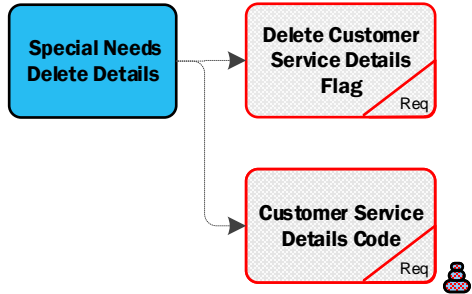 Special Needs
Delete Details
Delete Customer
Service Details
Flag
Req
Customer Service
Details Code
Req